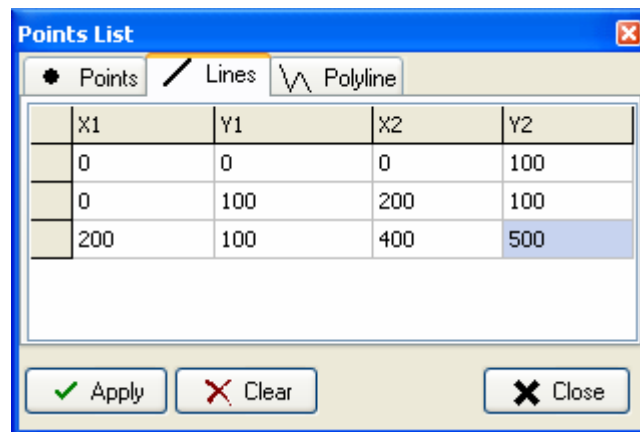 Points List
Points Lines Polyline
X1 Y1 X2 Y2
0 0 0 100
0 100 200 100
200 100 400 500
Apply Clear Close